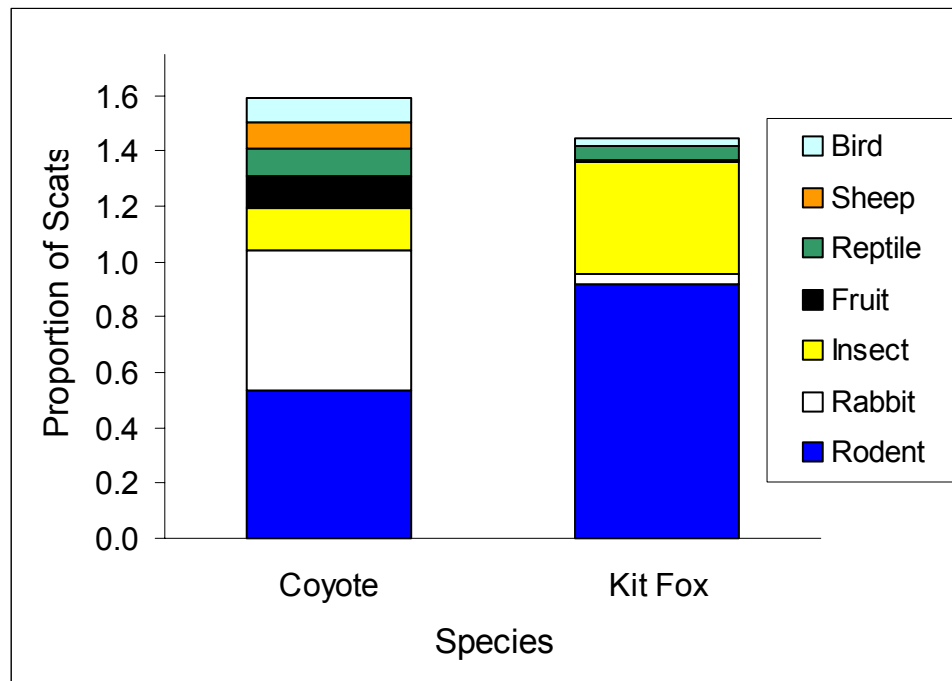 Proportion of Scats
1.6
1.4
1.2
1.0
0.8
0.6
0.4
0.2
0.0
Coyote
Kit Fox
Species
Bird
Sheep
Reptile
Fruit
Insect
Rabbit
Rodent